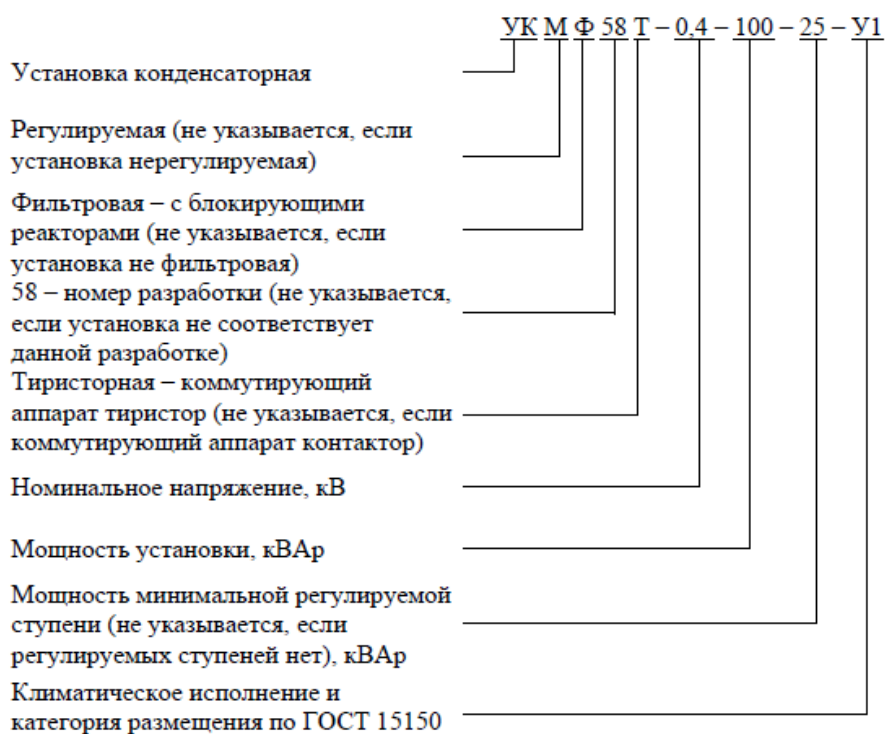 УК М Ф 58 Т – 0,4 – 100 – 25 – У1
Установка конденсаторная
Регулируемая (не указывается, если
установка нерегулируемая)
Фильтровая – с блокирующими
реакторами (не указывается, если
установка не фильтровая)
58 – номер разработки (не указывается,
если установка не соответствует
данной разработке)
Тиристорная – коммутирующий
аппарат тиристор (не указывается, если
коммутирующий аппарат контактор)
Номинальное напряжение, кВ
Мощность установки, кВАр
Мощность минимальной регулируемой
ступени (не указывается, если
регулируемых ступеней нет), кВАр
Климатическое исполнение и
категория размещения по ГОСТ 15150